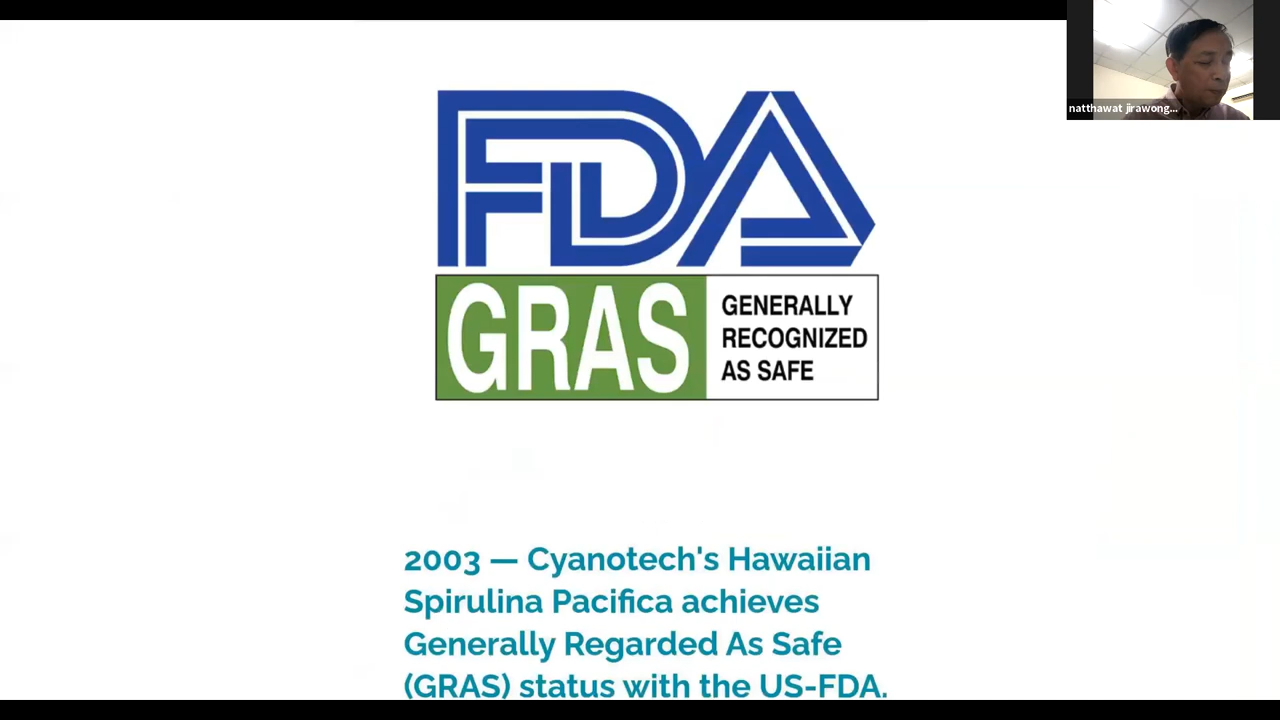 natthawat jirawong...
FDA
GRAS
GENERALLY
RECOGNIZED
AS SAFE
2003 — Cyanotech's Hawaiian
Spirulina Pacifica achieves
Generally Regarded As Safe
(GRAS) status with the US-FDA.